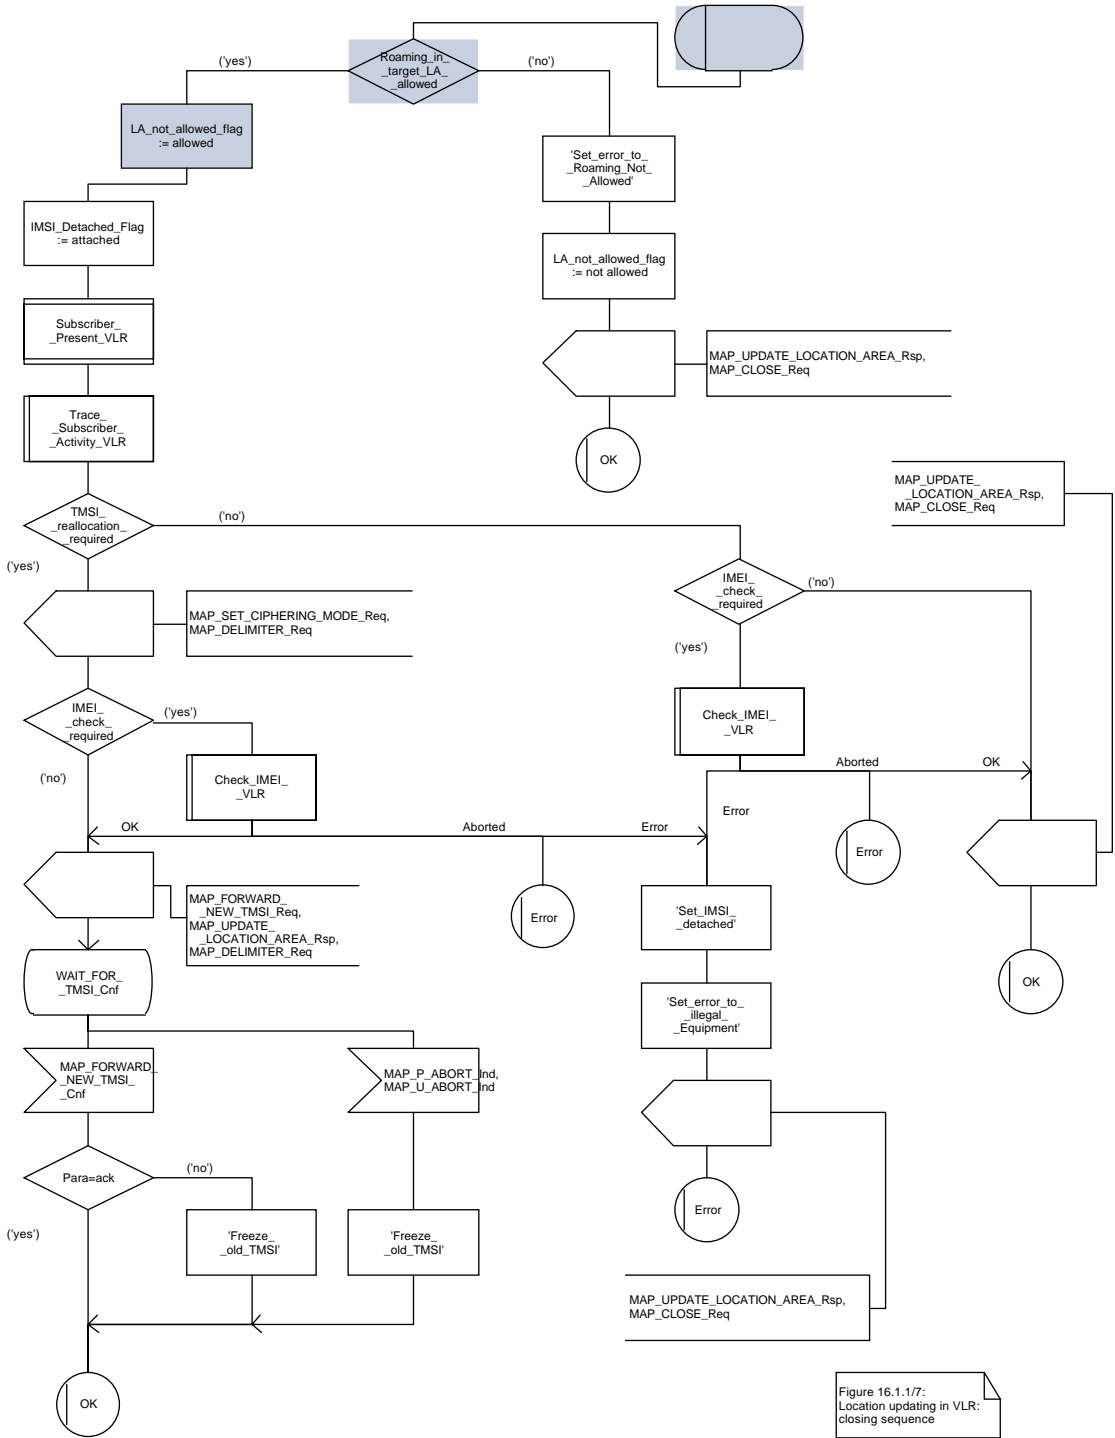 Roaming_in_
_target_LA_
_allowed
('yes')
('no')
LA_not_allowed_flag
:= allowed
'Set_error_to_
_Roaming_Not_
_Allowed'
IMSI_Detached_Flag
:= attached
LA_not_allowed_flag
:= not allowed
Subscriber_
_Present_VLR
MAP_UPDATE_LOCATION_AREA_Rsp,
MAP_CLOSE_Req
Trace_
_Subscriber_
_Activity_VLR
OK
MAP_UPDATE_
_LOCATION_AREA_Rsp,
MAP_CLOSE_Req
TMSI_
_reallocation_
_required
('no')
('yes')
IMEI_
_check_
_required
('no')
MAP_SET_CIPHERING_MODE_Req,
MAP_DELIMITER_Req
('yes')
IMEI_
_check_
_required
('yes')
('no')
Check_IMEI_
_VLR
Check_IMEI_
_VLR
Aborted
OK
Error
OK
Aborted
Error
Error
MAP_FORWARD_
_NEW_TMSI_Req,
MAP_UPDATE_
_LOCATION_AREA_Rsp,
MAP_DELIMITER_Req
Error
'Set_IMSI_
_detached'
WAIT_FOR_
_TMSI_Cnf
OK
'Set_error_to_
_illegal_
_Equipment'
MAP_FORWARD_
_NEW_TMSI_
_Cnf
MAP_P_ABORT_Ind,
MAP_U_ABORT_Ind
Para=ack
('no')
('yes')
Error
'Freeze_
_old_TMSI'
'Freeze_
_old_TMSI'
MAP_UPDATE_LOCATION_AREA_Rsp,
MAP_CLOSE_Req
OK
Figure 16.1.1/7:
Location updating in VLR:
closing sequence